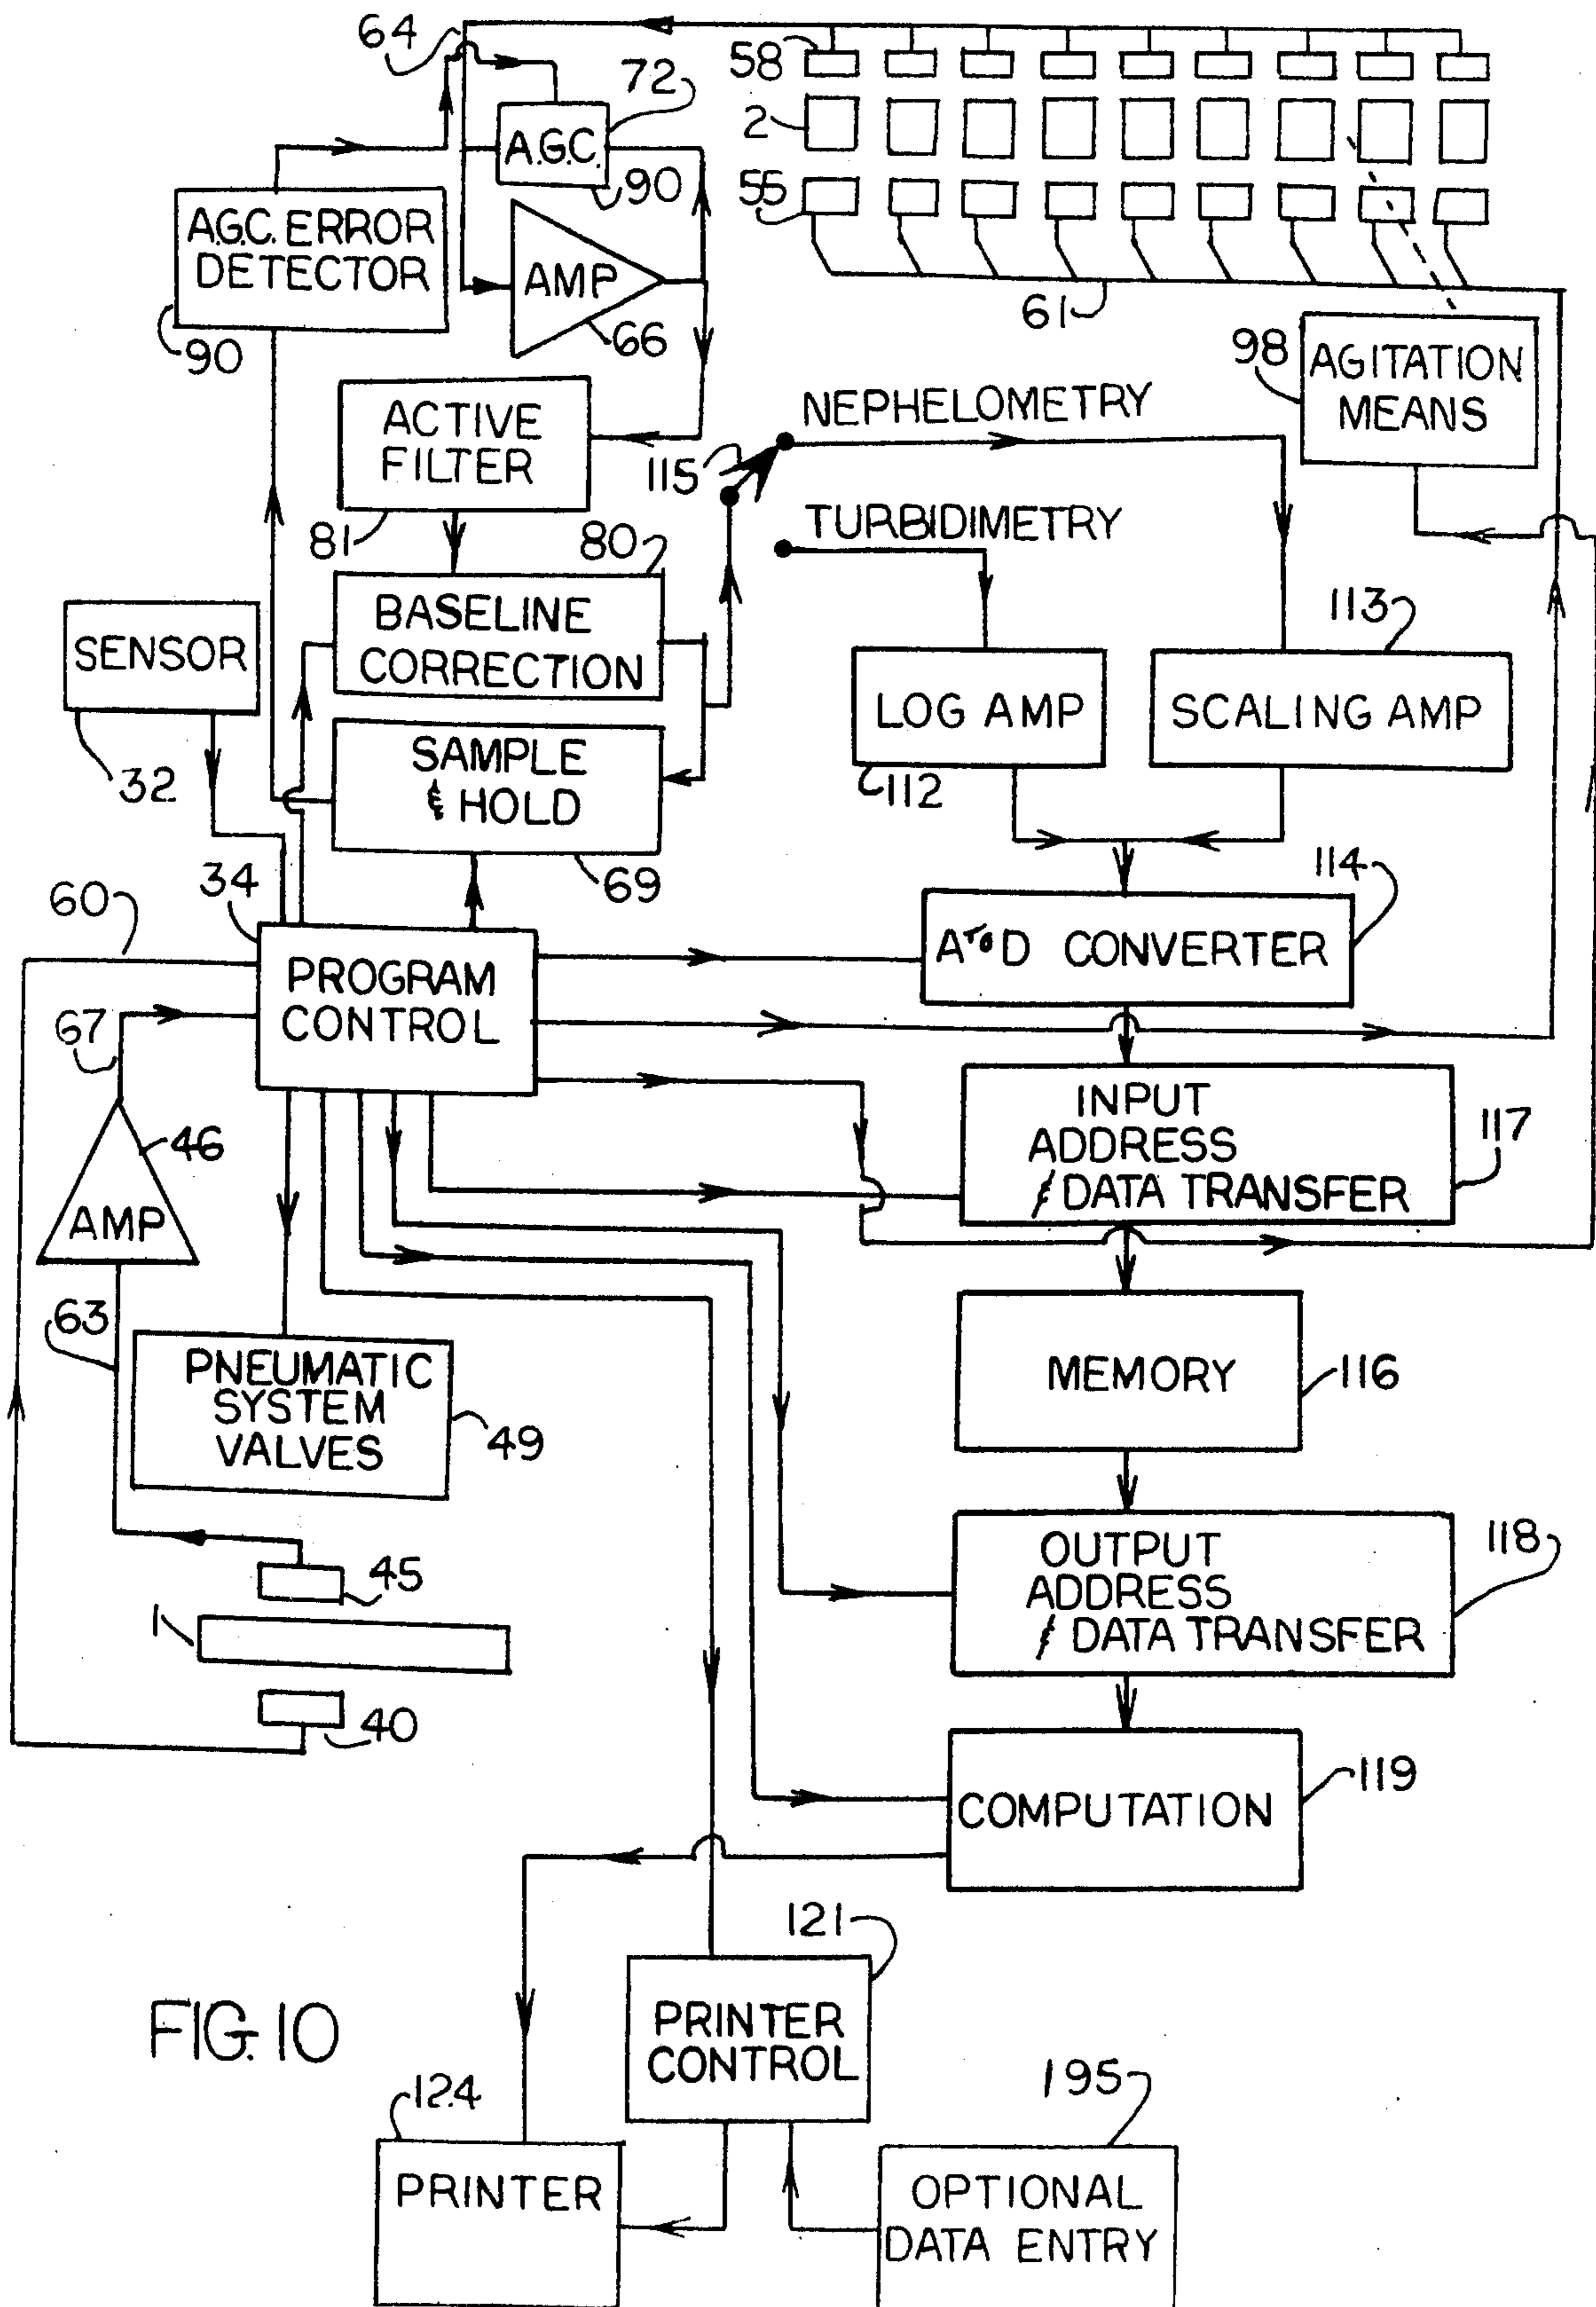 64
58
72
2
A.G.C.
90
55
A.G.C. ERROR
DETECTOR
AMP
61
90
66
98
AGITATION
MEANS
NEPHELOMETRY
ACTIVE
FILTER
115
TURBIDIMETRY
81
80
113
SENSOR
BASELINE
CORRECTION
LOG AMP
SCALING AMP
SAMPLE
& HOLD
32
112
34
69
114
60
A TO D CONVERTER
PROGRAM
CONTROL
67
INPUT
ADDRESS
& DATA TRANSFER
117
46
AMP
63
PNEUMATIC
SYSTEM
VALVES
49
MEMORY
116
45
OUTPUT
ADDRESS
& DATA TRANSFER
118
1
40
COMPUTATION
119
121
FIG. 10
PRINTER
CONTROL
124
195
PRINTER
OPTIONAL
DATA ENTRY